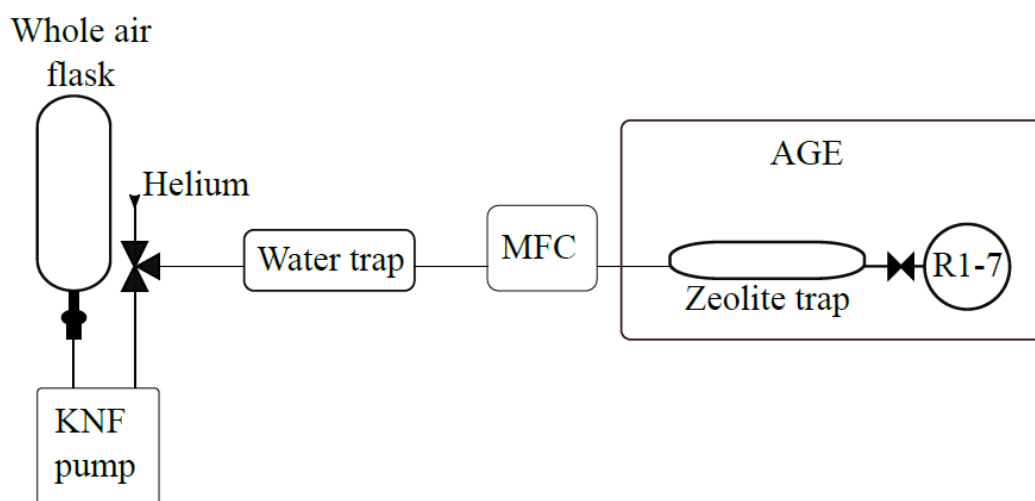 Whole air
flask
Helium
AGE
Water trap
MFC
R1-7
Zeolite trap
KNF
pump